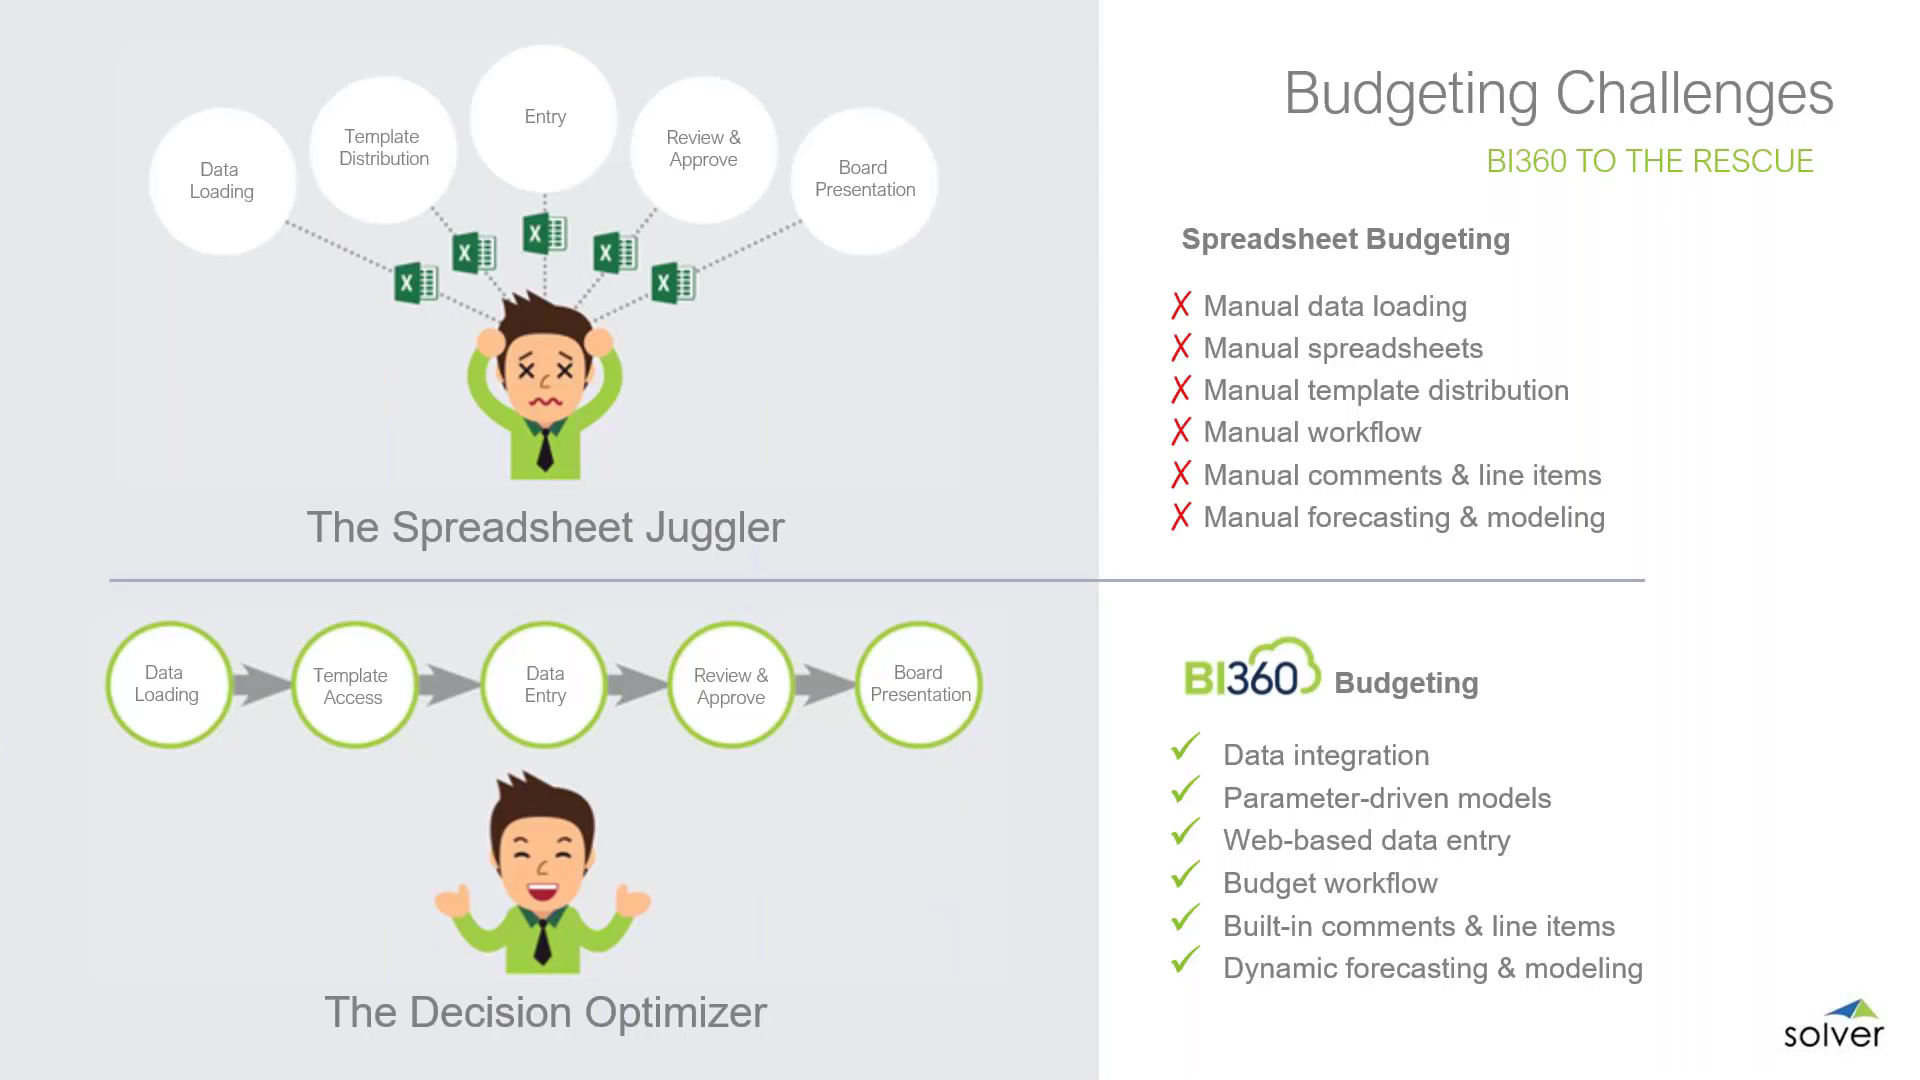 Budgeting Challenges
BI360 TO THE RESCUE
Data
Loading
Template
Distribution
Entry
Review &
Approve
Board
Presentation
X
X
X
X
X
The Spreadsheet Juggler
Spreadsheet Budgeting
✗ Manual data loading
✗ Manual spreadsheets
✗ Manual template distribution
✗ Manual workflow
✗ Manual comments & line items
✗ Manual forecasting & modeling
Data
Loading
Template
Access
Data
Entry
Review &
Approve
Board
Presentation
The Decision Optimizer
BI360 Budgeting
✓ Data integration
✓ Parameter-driven models
✓ Web-based data entry
✓ Budget workflow
✓ Built-in comments & line items
✓ Dynamic forecasting & modeling
solver